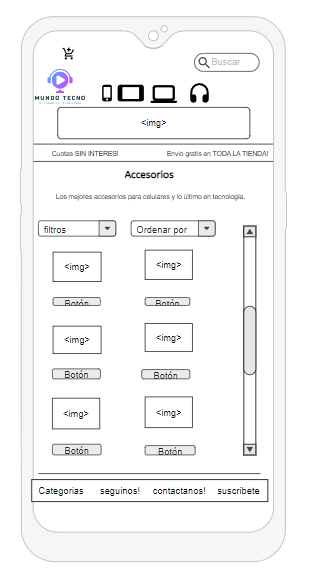 Buscar
MUNDO TECNO
<img>
Cuotas SIN INTERES! Envio gratis en TODA LA TIENDA!
Accesorios
Los mejores accesorios para celulares y lo último en tecnología.
filtros Ordenar por
<img> <img>
Botón Botón
<img> <img>
Botón Botón
<img> <img>
Botón Botón
Categorias seguinos! contactanos! suscribete